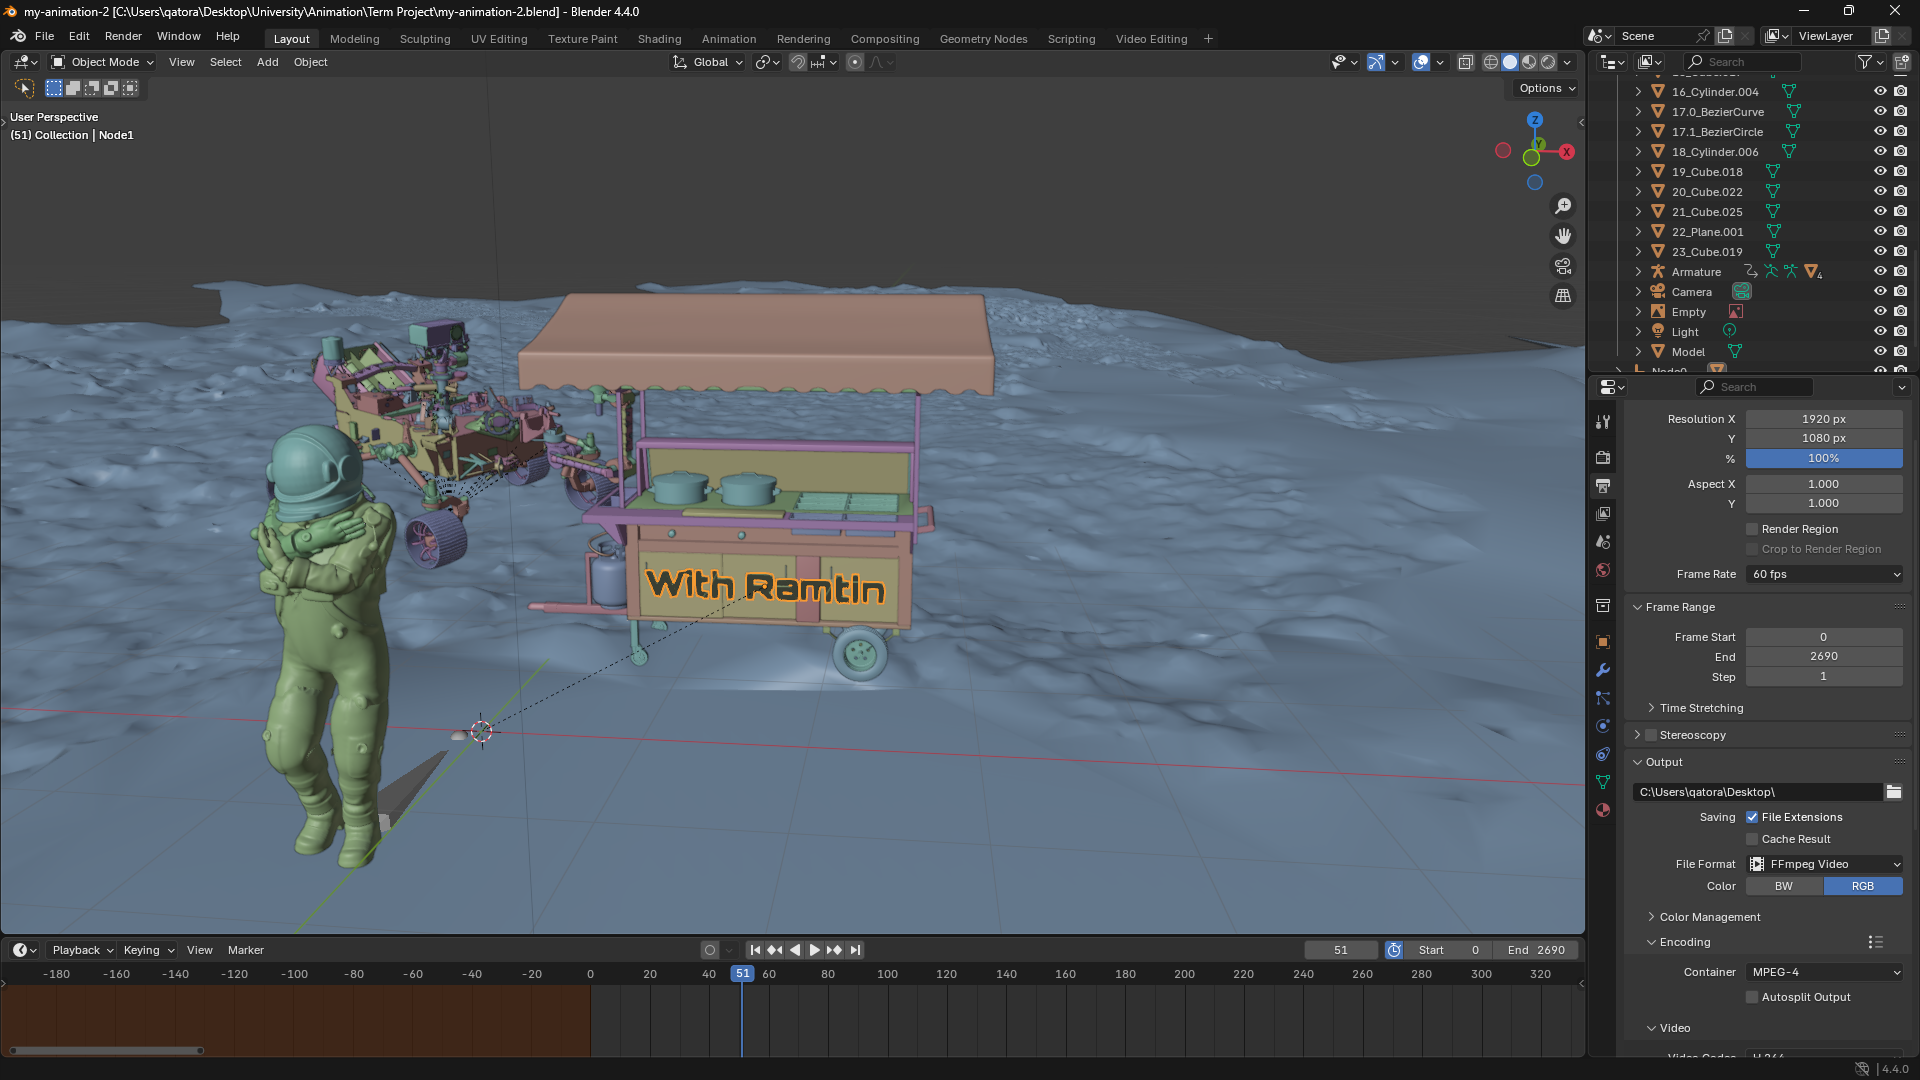 my-animation-2 [C:\Users\qatora\Desktop\University\Animation\Term Project\my-animation-2.blend] - Blender 4.4.0
File Edit Render Window Help Layout Modeling Sculpting UV Editing Texture Paint Shading Animation Rendering Compositing Geometry Nodes Scripting Video Editing + Scene ViewLayer
Object Mode View Select Add Object Global Search
Options
User Perspective
(51) Collection | Node1
Z
Y
X
With Ramtin
16_Cylinder.004
17.0_BezierCurve
17.1_BezierCircle
18_Cylinder.006
19_Cube.018
20_Cube.022
21_Cube.025
22_Plane.001
23_Cube.019
Armature 4
Camera
Empty
Light
Model
Search
Resolution X 1920 px
Y 1080 px
% 100%
Aspect X 1.000
Y 1.000
Render Region
Crop to Render Region
Frame Rate 60 fps
Frame Range
Frame Start 0
End 2690
Step 1
Time Stretching
Stereoscopy
Output
C:\Users\qatora\Desktop\
Saving File Extensions
Cache Result
File Format FFmpeg Video
Color BW RGB
Color Management
Encoding
Container MPEG-4
Autosplit Output
Video
Playback Keying View Marker 51 Start 0 End 2690
-180 -160 -140 -120 -100 -80 -60 -40 -20 0 20 40 51 60 80 100 120 140 160 180 200 220 240 260 280 300 320
4.4.0